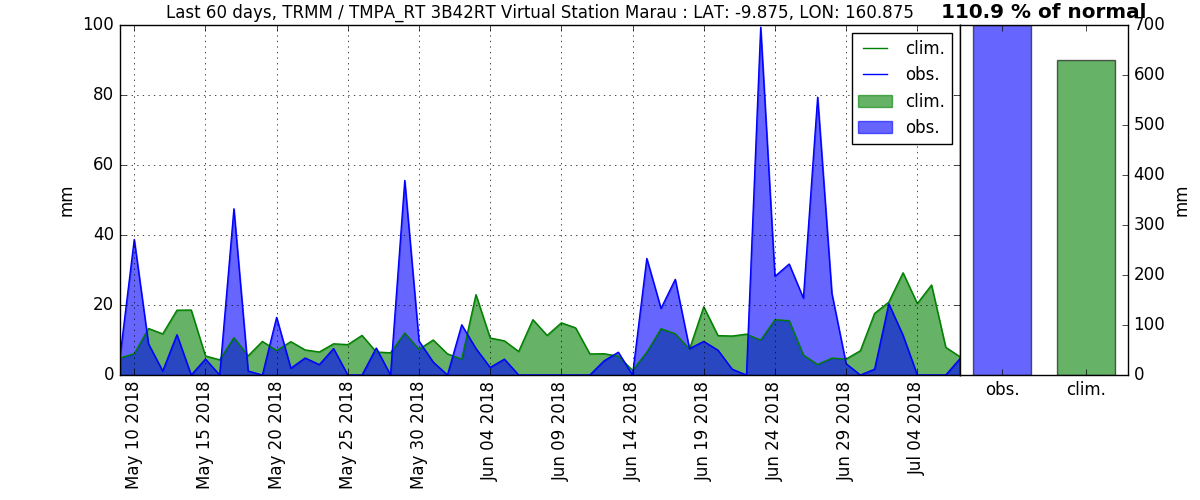 Last 60 days, TRMM / TMPA_RT 3B42RT Virtual Station Marau : LAT: -9.875, LON: 160.875
110.9 % of normal
100
80
60
40
20
0
mm
clim.
obs.
clim.
obs.
700
600
500
400
300
200
100
0
mm
obs.
clim.
May 10 2018
May 15 2018
May 20 2018
May 25 2018
May 30 2018
Jun 04 2018
Jun 09 2018
Jun 14 2018
Jun 19 2018
Jun 24 2018
Jun 29 2018
Jul 04 2018